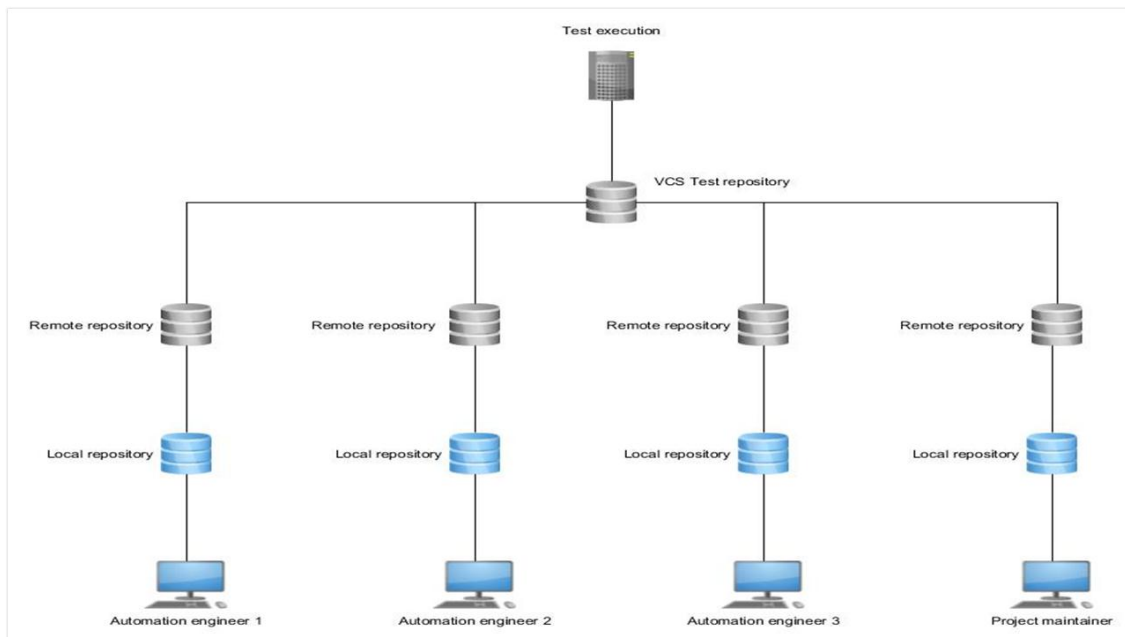 Test execution
VCS Test repository
Remote repository
Remote repository
Remote repository
Remote repository
Local repository
Local repository
Local repository
Local repository
Automation engineer 1
Automation engineer 2
Automation engineer 3
Project maintainer